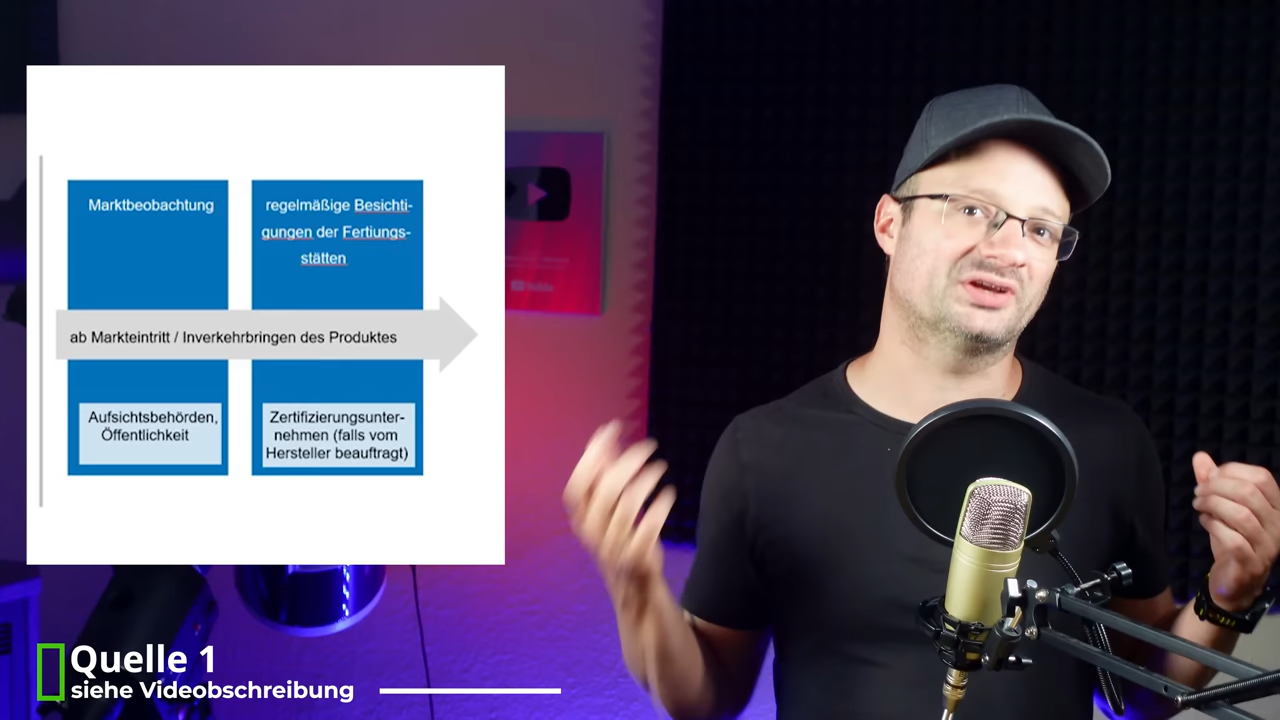 Marktbeobachtung
regelmäßige Besichti-
gungen der Fertiungs-
stätten
ab Markteintritt / Inverkehrbringen des Produktes
Aufsichtsbehörden,
Öffentlichkeit
Zertifizierungsunter-
nehmen (falls vom
Hersteller beauftragt)
Quelle 1
siehe Videobschreibung